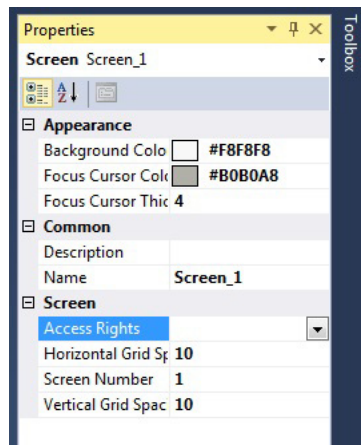 Properties
Toolbox
Screen Screen_1
Appearance
Background Colo #F8F8F8
Focus Cursor Colo #B0B0A8
Focus Cursor Thic 4
Common
Description
Name Screen_1
Screen
Access Rights
Horizontal Grid Sp 10
Screen Number 1
Vertical Grid Spac 10